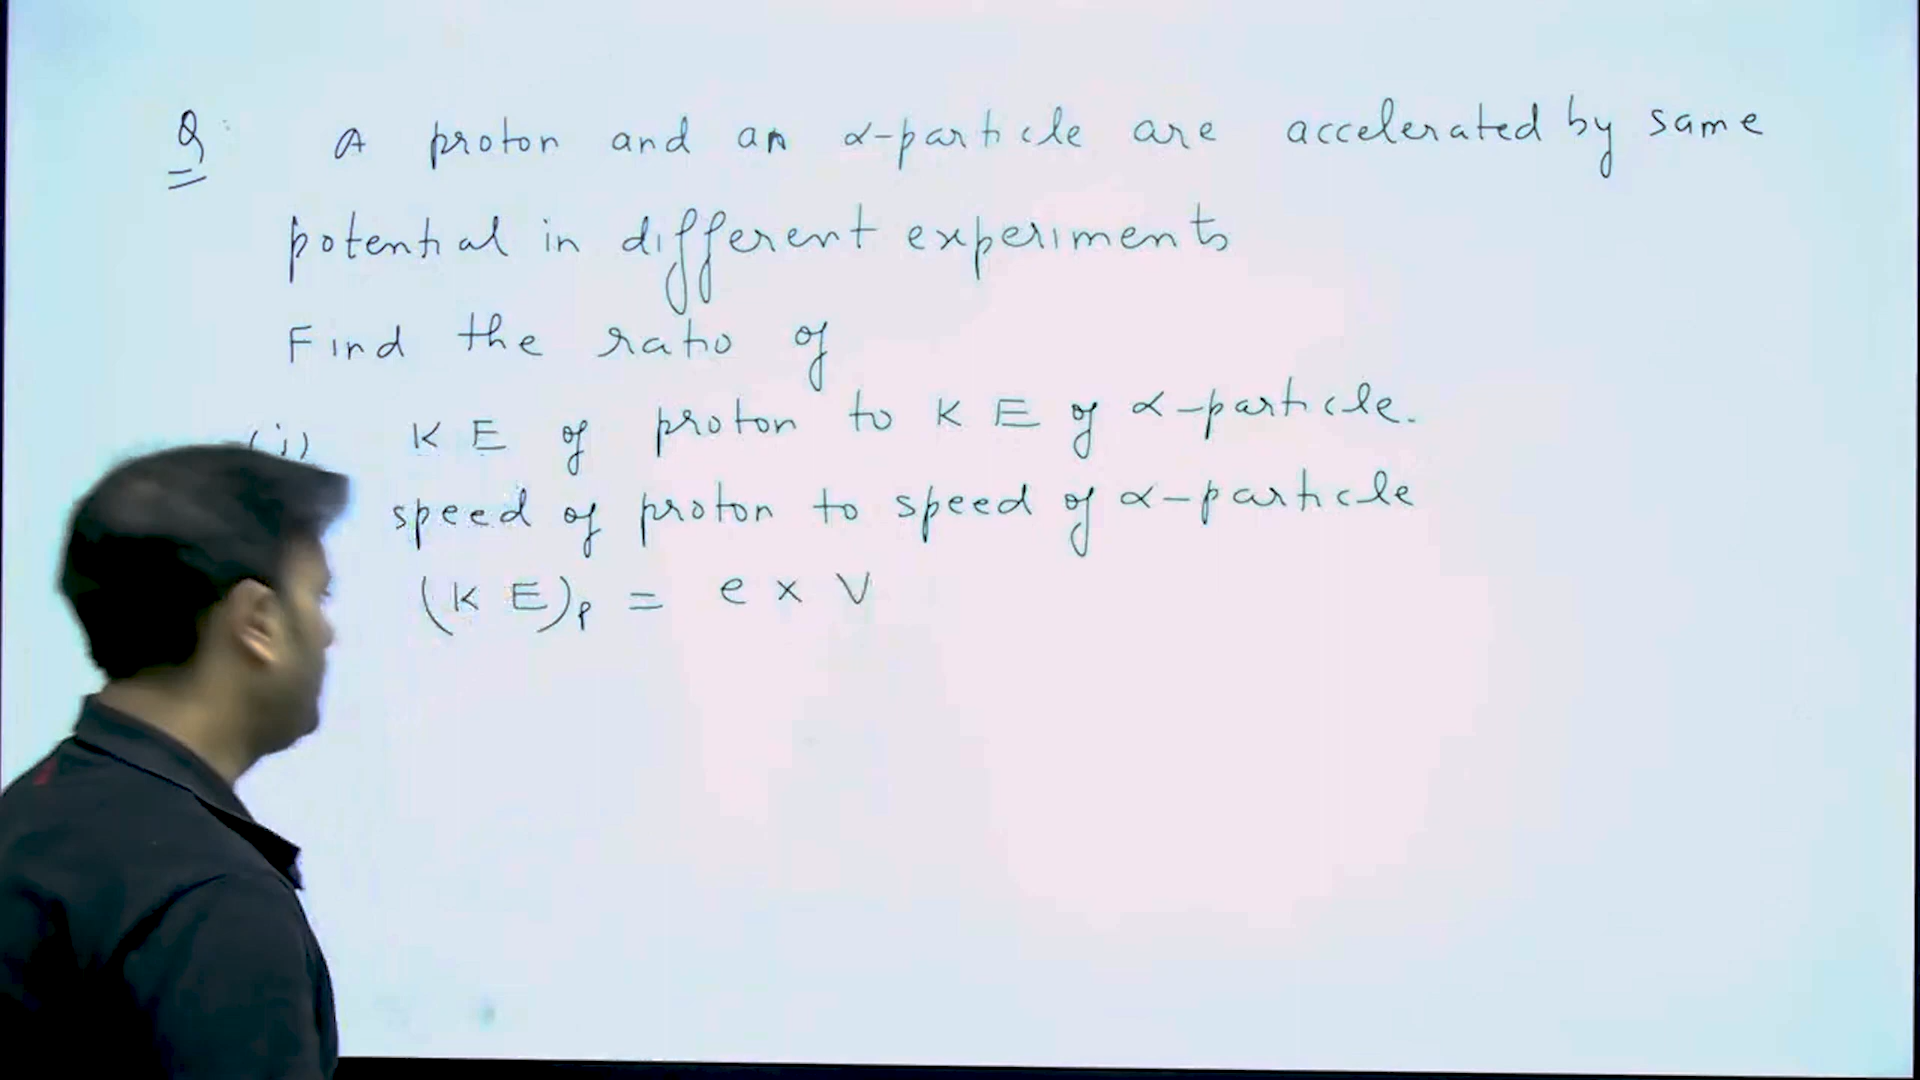 Q: A proton and an α-particle are accelerated by same
potential in different experiments
Find the ratio of
(i) K E of proton to K E of α-particle.
speed of proton to speed of α-particle
(K E)p = e × V